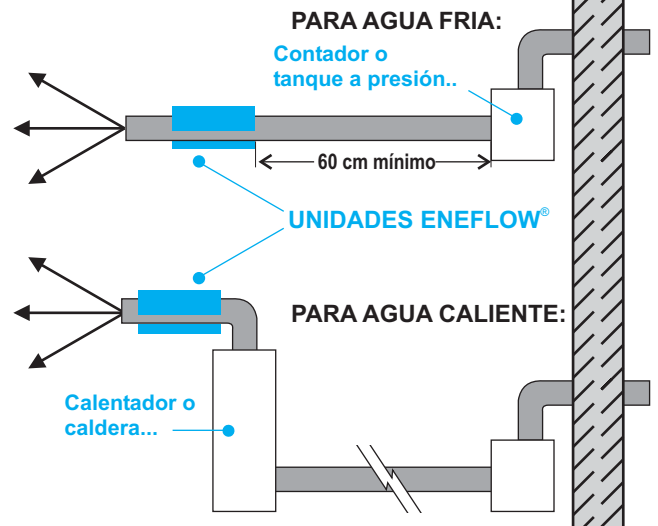 PARA AGUA FRIA:
Contador o
tanque a presión..
60 cm mínimo
UNIDADES ENEFLOW®
PARA AGUA CALIENTE:
Calentador o
caldera...